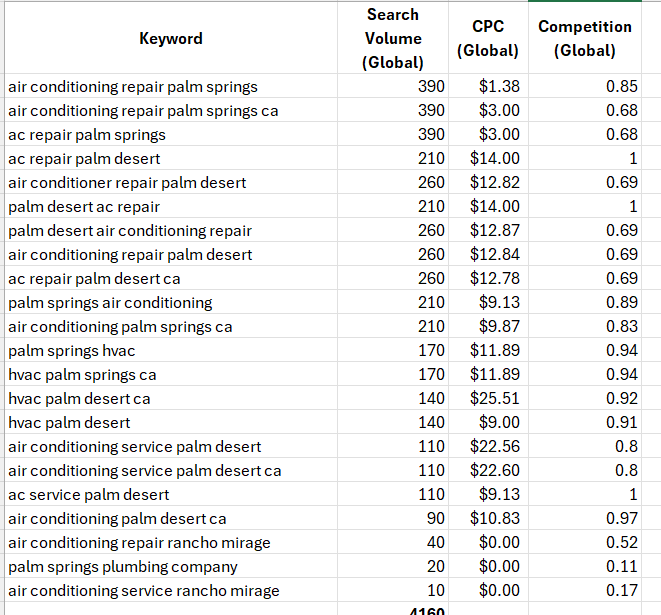 Keyword Search Volume (Global) CPC (Global) Competition (Global)
air conditioning repair palm springs 390 $1.38 0.85
air conditioning repair palm springs ca 390 $3.00 0.68
ac repair palm springs 390 $3.00 0.68
ac repair palm desert 210 $14.00 1
air conditioner repair palm desert 260 $12.82 0.69
palm desert ac repair 210 $14.00 1
palm desert air conditioning repair 260 $12.87 0.69
air conditioning repair palm desert 260 $12.84 0.69
ac repair palm desert ca 260 $12.78 0.69
palm springs air conditioning 210 $9.13 0.89
air conditioning palm springs ca 210 $9.87 0.83
palm springs hvac 170 $11.89 0.94
hvac palm springs ca 170 $11.89 0.94
hvac palm desert ca 140 $25.51 0.92
hvac palm desert 140 $9.00 0.91
air conditioning service palm desert 110 $22.56 0.8
air conditioning service palm desert ca 110 $22.60 0.8
ac service palm desert 110 $9.13 1
air conditioning palm desert ca 90 $10.83 0.97
air conditioning repair rancho mirage 40 $0.00 0.52
palm springs plumbing company 20 $0.00 0.11
air conditioning service rancho mirage 10 $0.00 0.17
4160